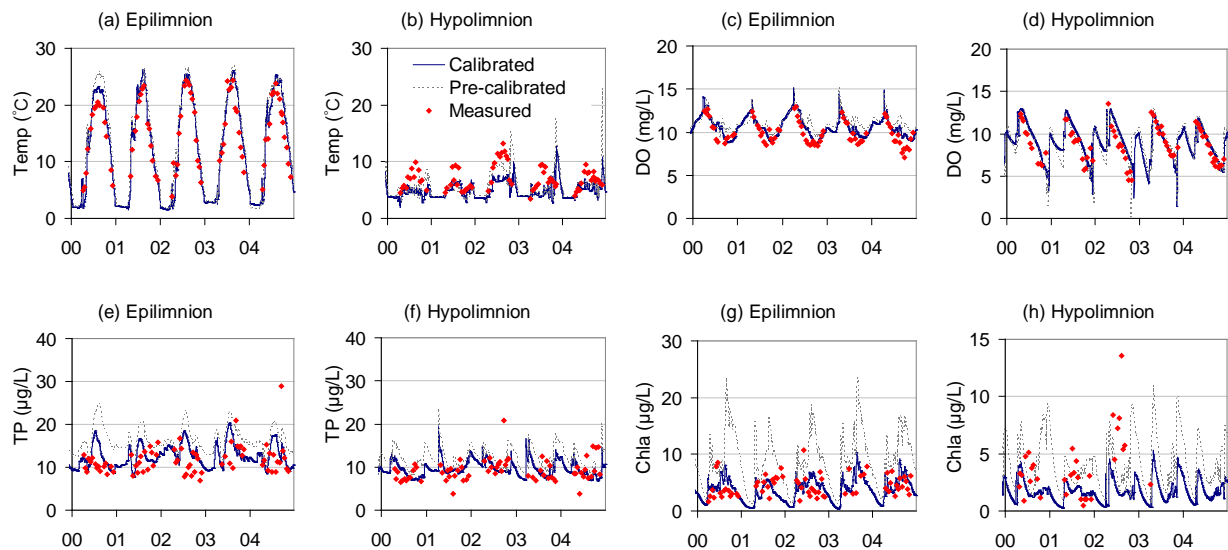 (a) Epilimnion
(b) Hypolimnion
(c) Epilimnion
(d) Hypolimnion
Temp (˚C)
30
20
10
0
00 01 02 03 04
Temp (˚C)
30
20
10
0
00 01 02 03 04
Calibrated
Pre-calibrated
Measured
DO (mg/L)
20
15
10
5
0
00 01 02 03 04
DO (mg/L)
20
15
10
5
0
00 01 02 03 04
(e) Epilimnion
(f) Hypolimnion
(g) Epilimnion
(h) Hypolimnion
TP (µg/L)
40
30
20
10
0
00 01 02 03 04
TP (µg/L)
40
30
20
10
0
00 01 02 03 04
Chla (µg/L)
30
20
10
0
00 01 02 03 04
Chla (µg/L)
15
10
5
0
00 01 02 03 04